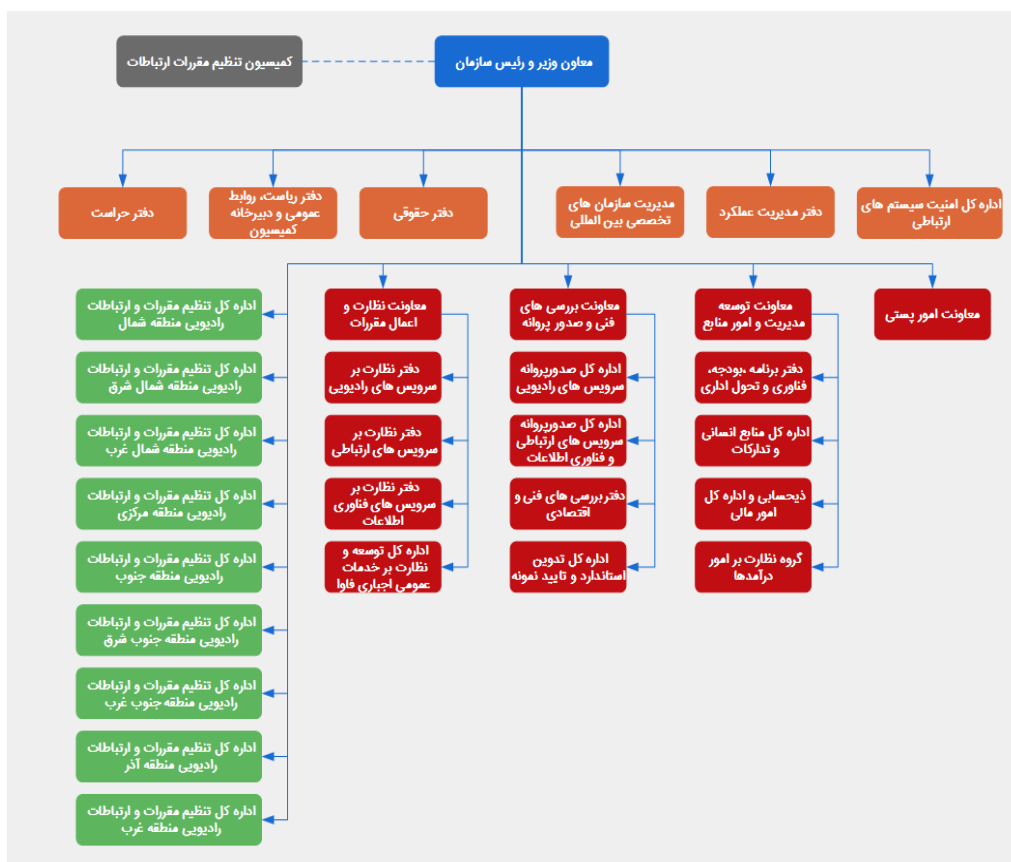 معاون وزیر و رئیس سازمان
کمیسیون تنظیم مقررات ارتباطات
اداره کل امنیت سیستم های
ارتباطی
دفتر مدیریت عملکرد
مدیریت سازمان های
تخصصی بین المللی
دفتر حقوقی
دفتر ریاست، روابط
عمومی و دبیرخانه
کمیسیون
دفتر حراست
معاونت امور پستی
معاونت توسعه
مدیریت و امور منابع
دفتر برنامه ،بودجه،
فناوری و تحول اداری
اداره کل منابع انسانی
و تدارکات
ذیحسابی و اداره کل
امور مالی
گروه نظارت بر امور
درآمدها
معاونت بررسی های
فنی و صدور پروانه
اداره کل صدورپروانه
سرویس های رادیویی
اداره کل صدورپروانه
سرویس های ارتباطی
و فناوری اطلاعات
دفتر بررسی های فنی و
اقتصادی
اداره کل تدوین
استاندارد و تایید نمونه
معاونت نظارت و
اعمال مقررات
دفتر نظارت بر
سرویس های رادیویی
دفتر نظارت بر
سرویس های ارتباطی
دفتر نظارت بر
سرویس های فناوری
اطلاعات
اداره کل توسعه و
نظارت بر خدمات
عمومی اجباری فاوا
اداره کل تنظیم مقررات و ارتباطات
رادیویی منطقه شمال
اداره کل تنظیم مقررات و ارتباطات
رادیویی منطقه شمال شرق
اداره کل تنظیم مقررات و ارتباطات
رادیویی منطقه شمال غرب
اداره کل تنظیم مقررات و ارتباطات
رادیویی منطقه مرکزی
اداره کل تنظیم مقررات و ارتباطات
رادیویی منطقه جنوب
اداره کل تنظیم مقررات و ارتباطات
رادیویی منطقه جنوب شرق
اداره کل تنظیم مقررات و ارتباطات
رادیویی منطقه جنوب غرب
اداره کل تنظیم مقررات و ارتباطات
رادیویی منطقه آذر
اداره کل تنظیم مقررات و ارتباطات
رادیویی منطقه غرب